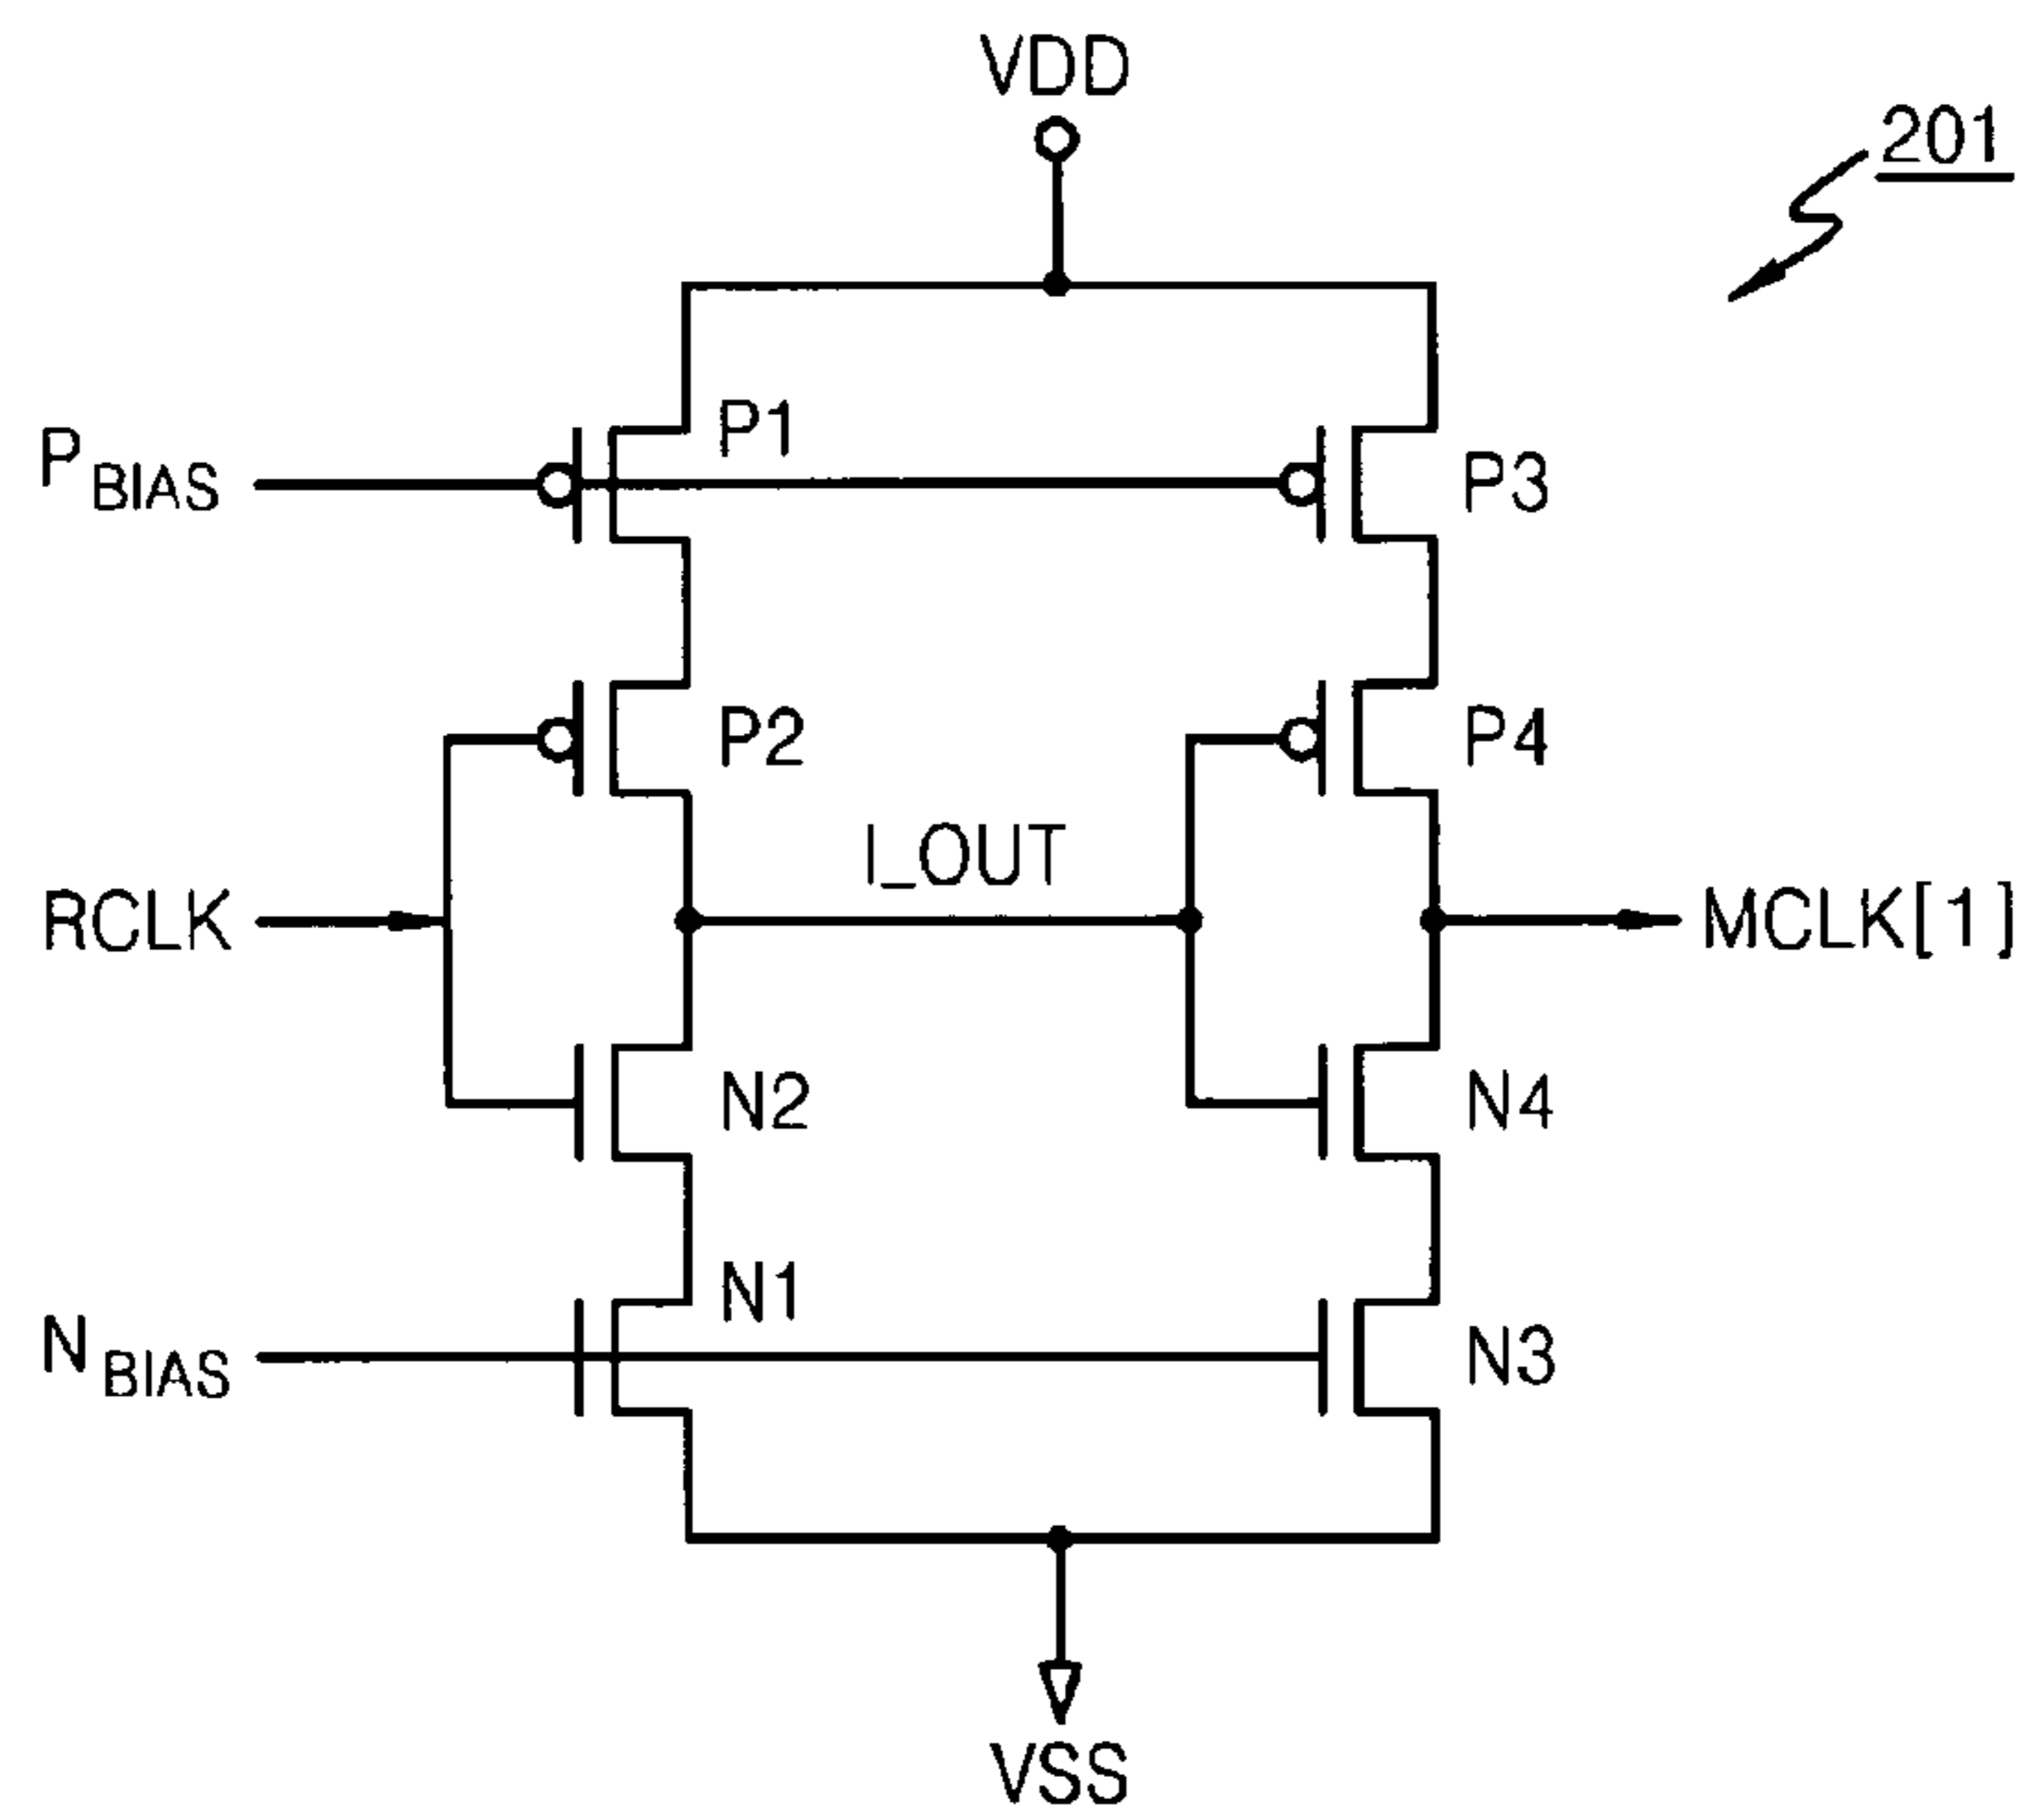 VDD
201
P1
PBIAS
P3
P2
P4
I_OUT
RCLK
MCLK[1]
N2
N4
N1
NBIAS
N3
VSS